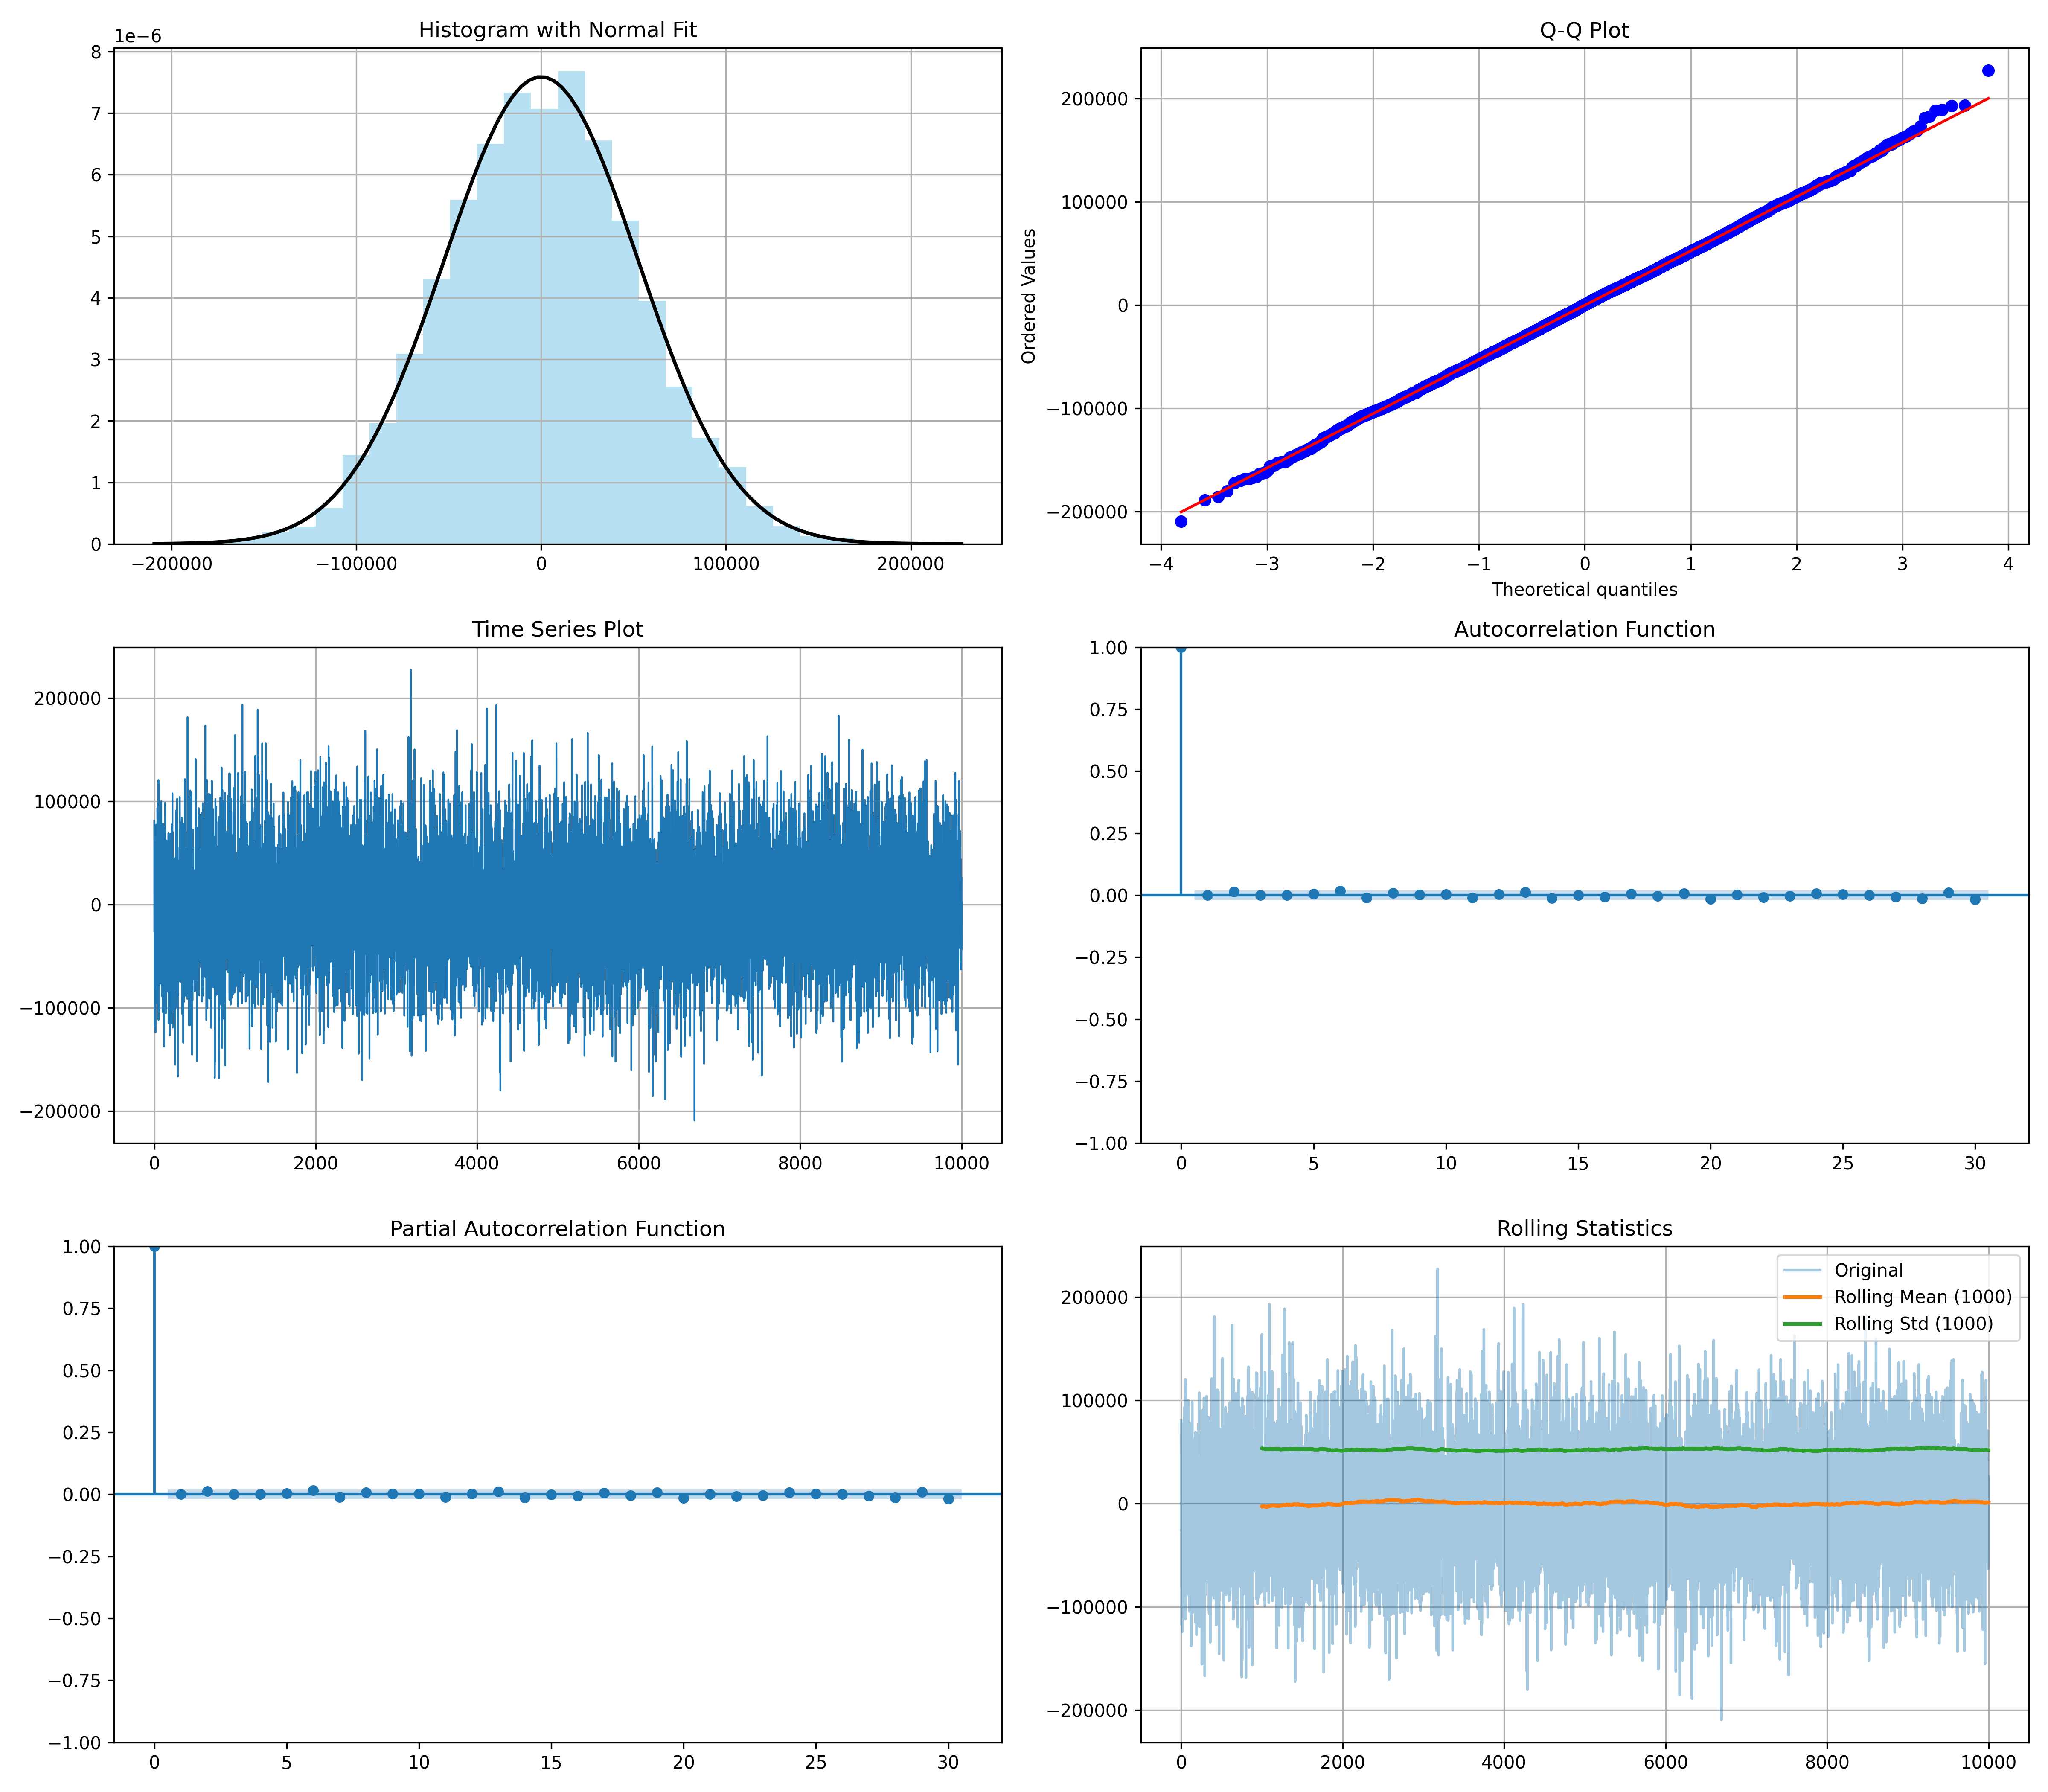 Histogram with Normal Fit
1e−6
8
7
6
5
4
3
2
1
0
−200000 −100000 0 100000 200000
Q-Q Plot
Ordered Values
200000
100000
0
−100000
−200000
−4 −3 −2 −1 0 1 2 3 4
Theoretical quantiles
Time Series Plot
200000
100000
0
−100000
−200000
0 2000 4000 6000 8000 10000
Autocorrelation Function
1.00
0.75
0.50
0.25
0.00
−0.25
−0.50
−0.75
−1.00
0 5 10 15 20 25 30
Partial Autocorrelation Function
1.00
0.75
0.50
0.25
0.00
−0.25
−0.50
−0.75
−1.00
0 5 10 15 20 25 30
Rolling Statistics
Original
Rolling Mean (1000)
Rolling Std (1000)
200000
100000
0
−100000
−200000
0 2000 4000 6000 8000 10000